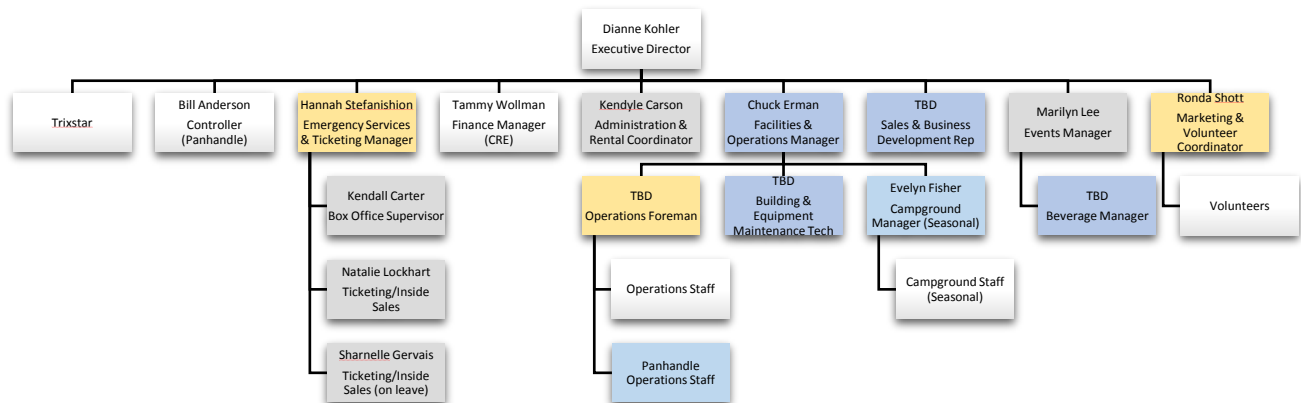 Dianne Kohler
Executive Director
Trixstar
Bill Anderson
Controller
(Panhandle)
Hannah Stefanishion
Emergency Services
& Ticketing Manager
Tammy Wollman
Finance Manager
(CRE)
Kendyle Carson
Administration &
Rental Coordinator
Chuck Erman
Facilities &
Operations Manager
TBD
Sales & Business
Development Rep
Marilyn Lee
Events Manager
Ronda Shott
Marketing &
Volunteer
Coordinator
Kendall Carter
Box Office Supervisor
Natalie Lockhart
Ticketing/Inside
Sales
Sharnelle Gervais
Ticketing/Inside
Sales (on leave)
TBD
Operations Foreman
Operations Staff
Panhandle
Operations Staff
TBD
Building &
Equipment
Maintenance Tech
Evelyn Fisher
Campground
Manager (Seasonal)
Campground Staff
(Seasonal)
TBD
Beverage Manager
Volunteers